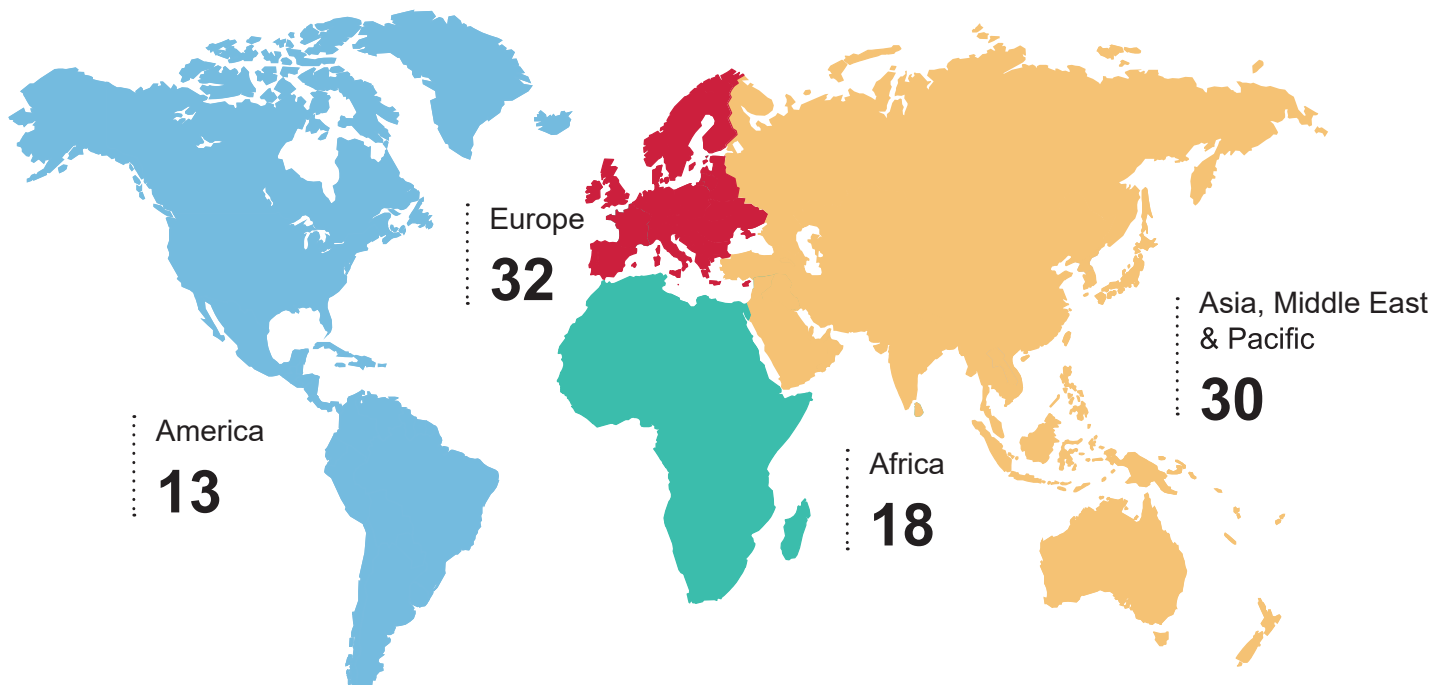 Europe
32
Asia, Middle East
& Pacific
30
America
13
Africa
18